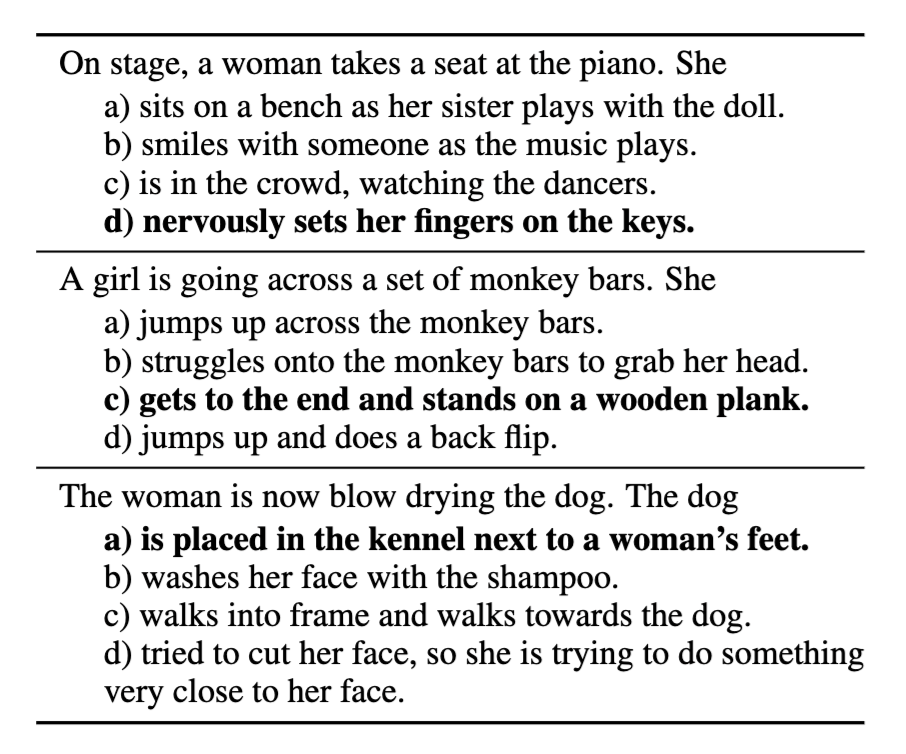 On stage, a woman takes a seat at the piano. She
a) sits on a bench as her sister plays with the doll.
b) smiles with someone as the music plays.
c) is in the crowd, watching the dancers.
d) nervously sets her fingers on the keys.
A girl is going across a set of monkey bars. She
a) jumps up across the monkey bars.
b) struggles onto the monkey bars to grab her head.
c) gets to the end and stands on a wooden plank.
d) jumps up and does a back flip.
The woman is now blow drying the dog. The dog
a) is placed in the kennel next to a woman’s feet.
b) washes her face with the shampoo.
c) walks into frame and walks towards the dog.
d) tried to cut her face, so she is trying to do something
very close to her face.